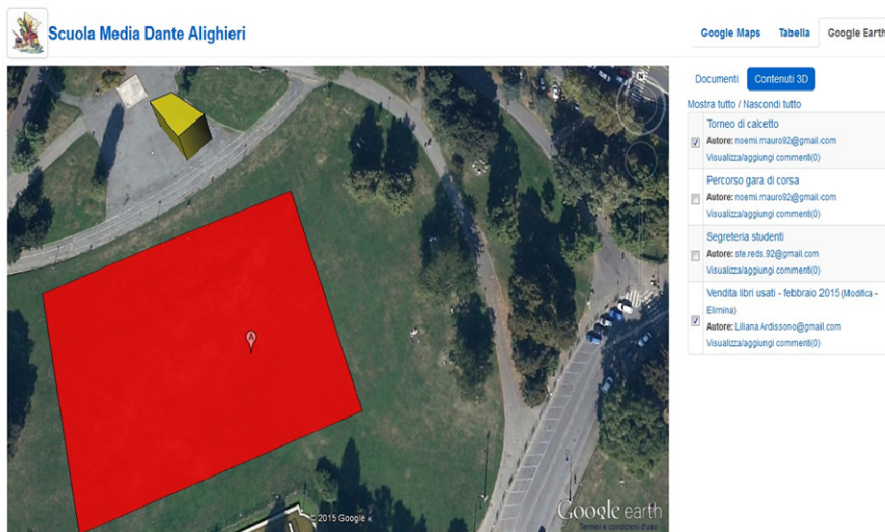 Scuola Media Dante Alighieri
Google Maps Tabella Google Earth
Documenti Contenuti 3D
Mostra tutto / Nascondi tutto
Torneo di calcetto
Autore: noemi.mauro92@gmail.com
Visualizza/aggiungi commenti(0)
Percorso gara di corsa
Autore: noemi.mauro92@gmail.com
Visualizza/aggiungi commenti(0)
Segreteria studenti
Autore: ste.reds.92@gmail.com
Visualizza/aggiungi commenti(0)
Vendita libri usati - febbraio 2015 (Modifica -
Elimina)
Autore: Liliana.Ardissono@gmail.com
Visualizza/aggiungi commenti(0)
A
© 2015 Google
Google earth
Termini e condizioni d'uso